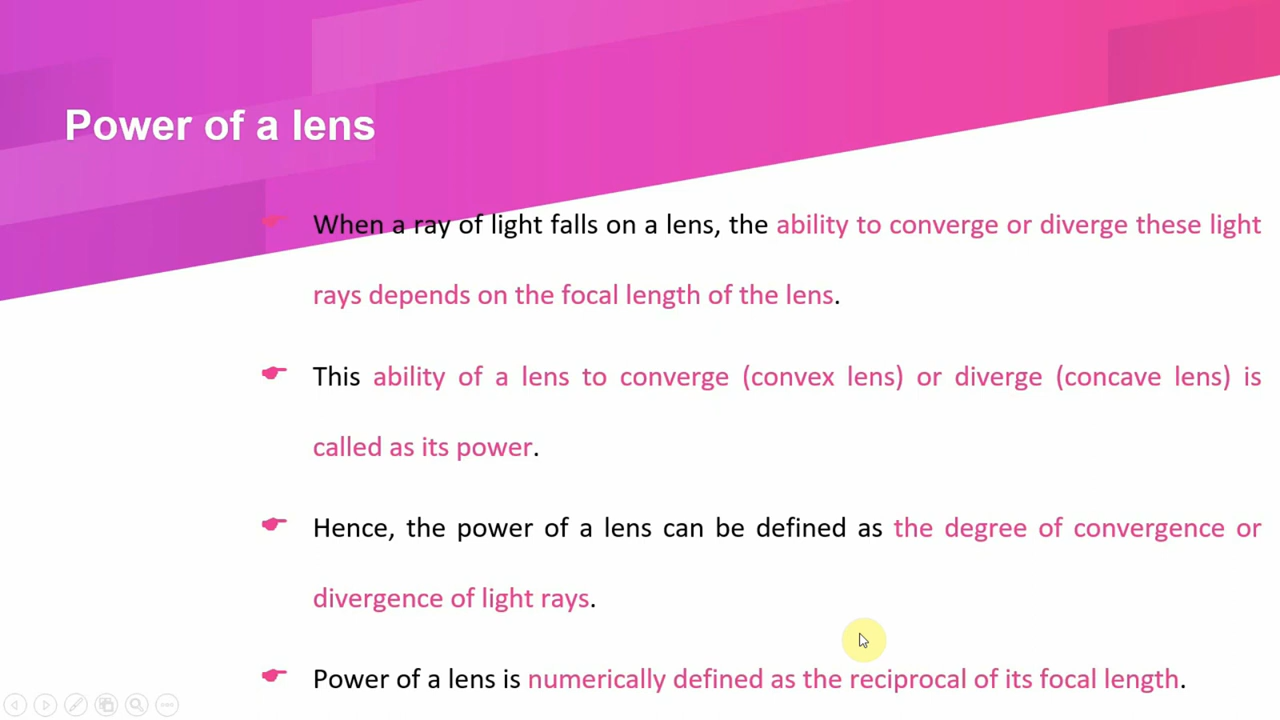 Power of a lens
When a ray of light falls on a lens, the ability to converge or diverge these light
rays depends on the focal length of the lens.
This ability of a lens to converge (convex lens) or diverge (concave lens) is
called as its power.
Hence, the power of a lens can be defined as the degree of convergence or
divergence of light rays.
Power of a lens is numerically defined as the reciprocal of its focal length.